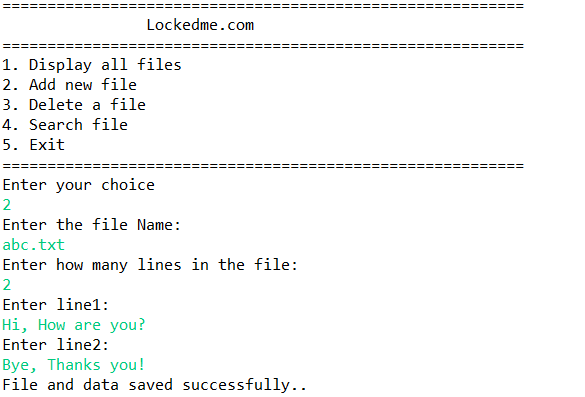 ==========================================================
Lockedme.com
==========================================================
1. Display all files
2. Add new file
3. Delete a file
4. Search file
5. Exit
==========================================================
Enter your choice
2
Enter the file Name:
abc.txt
Enter how many lines in the file:
2
Enter line1:
Hi, How are you?
Enter line2:
Bye, Thanks you!
File and data saved successfully..